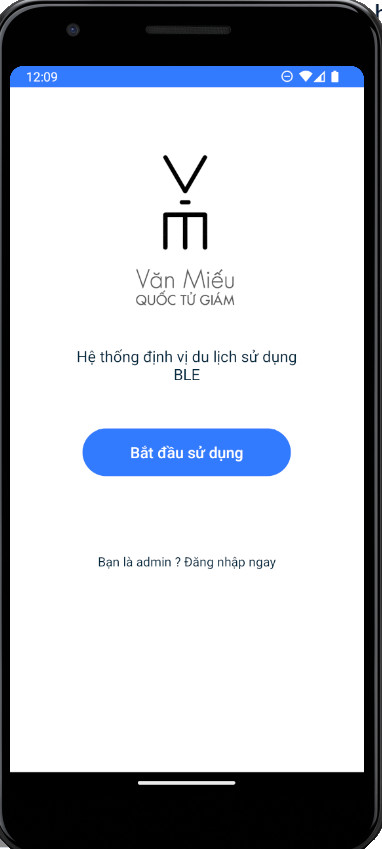 12:09
Văn Miếu
QUỐC TỬ GIÁM
Hệ thống định vị du lịch sử dụng
BLE
Bắt đầu sử dụng
Bạn là admin ? Đăng nhập ngay